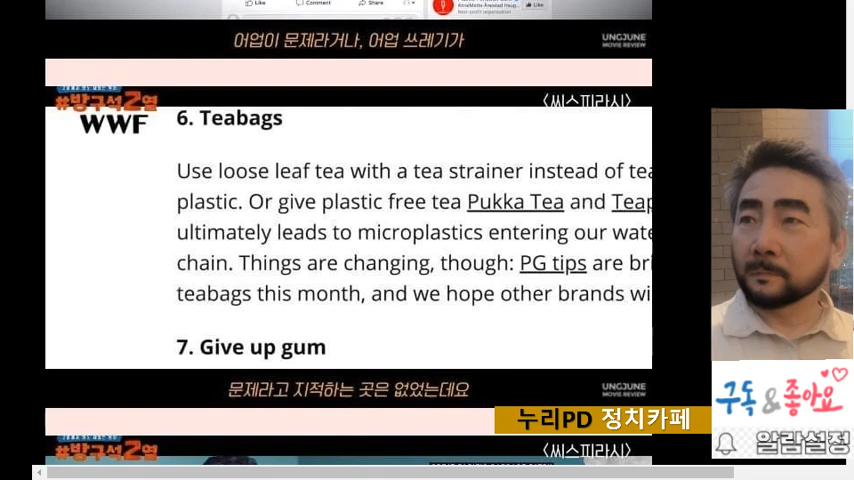 Like Comment Share
Like
어업이 문제라거나, 어업 쓰레기가
UNGJUNE
MOVIE REVIEW
#방구석2열
〈씨스피라시〉
WWF
6. Teabags
Use loose leaf tea with a tea strainer instead of tea
plastic. Or give plastic free tea Pukka Tea and Teap
ultimately leads to microplastics entering our wate
chain. Things are changing, though: PG tips are bri
teabags this month, and we hope other brands wi
7. Give up gum
문제라고 지적하는 곳은 없었는데요
UNGJUNE
MOVIE REVIEW
누리PD 정치카페
구독&좋아요
알람설정
#방구석2열
〈씨스피라시〉